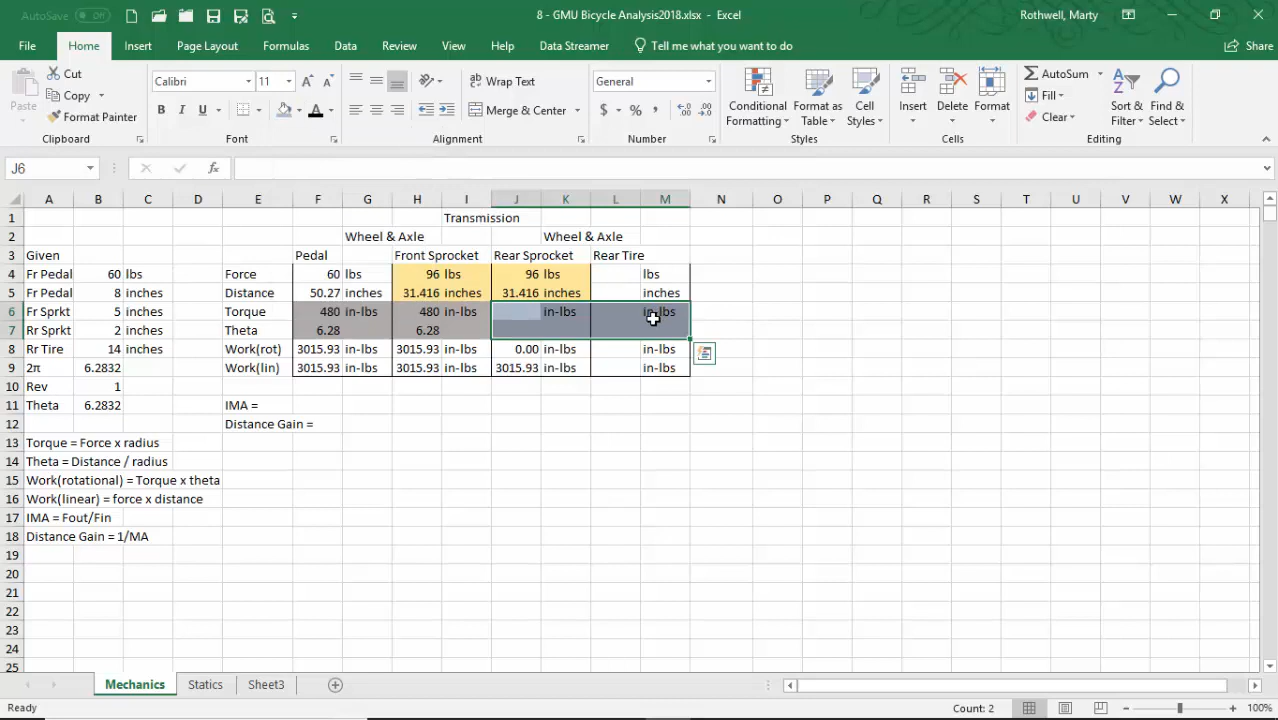 AutoSave Off
8 - GMU Bicycle Analysis2018.xlsx - Excel
Rothwell, Marty
File Home Insert Page Layout Formulas Data Review View Help Data Streamer Tell me what you want to do Share
Paste
Cut
Copy
Format Painter
Clipboard
Calibri 11
B I U A
Font
Wrap Text
Merge & Center
Alignment
General
$ % ,
Number
Conditional Formatting
Format as Table
Cell Styles
Styles
Insert Delete Format
Cells
AutoSum
Fill
Clear
Sort & Filter
Find & Select
Editing
J6 fx
A B C D E F G H I J K L M N O P Q R S T U V W X
1 Transmission
2 Wheel & Axle Wheel & Axle
3 Given Pedal Front Sprocket Rear Sprocket Rear Tire
4 Fr Pedal 60 lbs Force 60 lbs 96 lbs 96 lbs lbs
5 Fr Pedal 8 inches Distance 50.27 inches 31.416 inches 31.416 inches inches
6 Fr Sprkt 5 inches Torque 480 in-lbs 480 in-lbs in-lbs in-lbs
7 Rr Sprkt 2 inches Theta 6.28 6.28
8 Rr Tire 14 inches Work(rot) 3015.93 in-lbs 3015.93 in-lbs 0.00 in-lbs in-lbs
9 2π 6.2832 Work(lin) 3015.93 in-lbs 3015.93 in-lbs 3015.93 in-lbs in-lbs
10 Rev 1
11 Theta 6.2832 IMA =
12 Distance Gain =
13 Torque = Force x radius
14 Theta = Distance / radius
15 Work(rotational) = Torque x theta
16 Work(linear) = force x distance
17 IMA = Fout/Fin
18 Distance Gain = 1/MA
19
20
21
22
23
24
25
Mechanics Statics Sheet3
Ready
Count: 2
100%